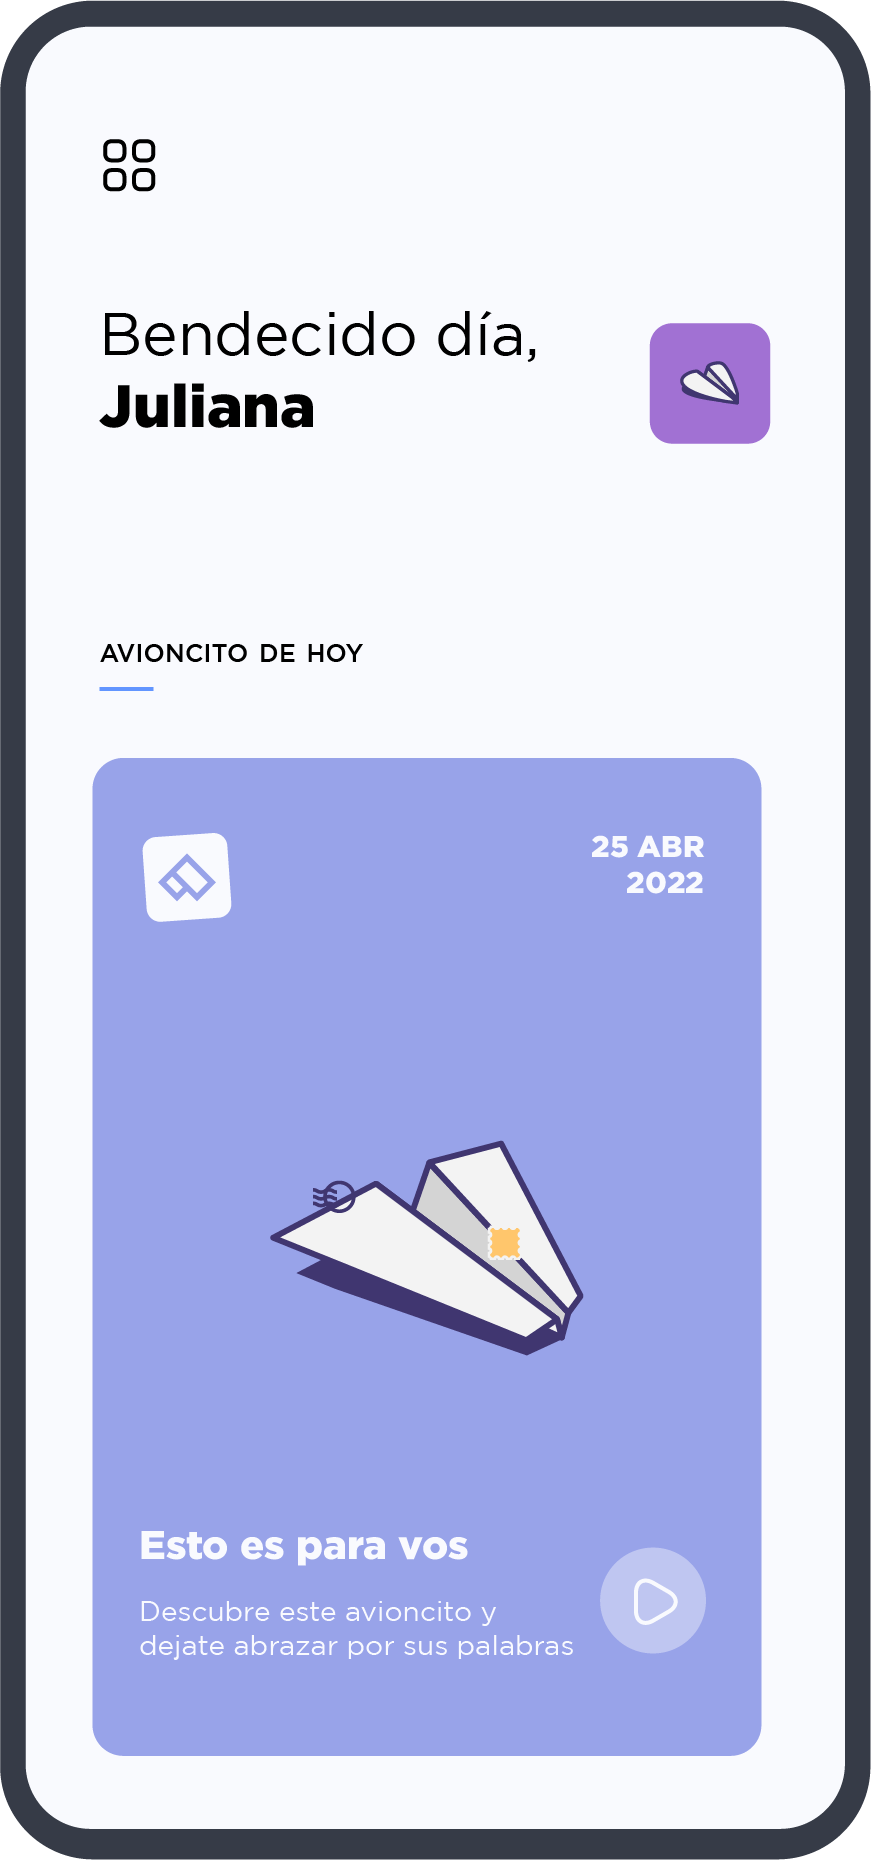 Bendecido día,
Juliana
AVIONCITO DE HOY
25 ABR
2022
Esto es para vos
Descubre este avioncito y
dejate abrazar por sus palabras